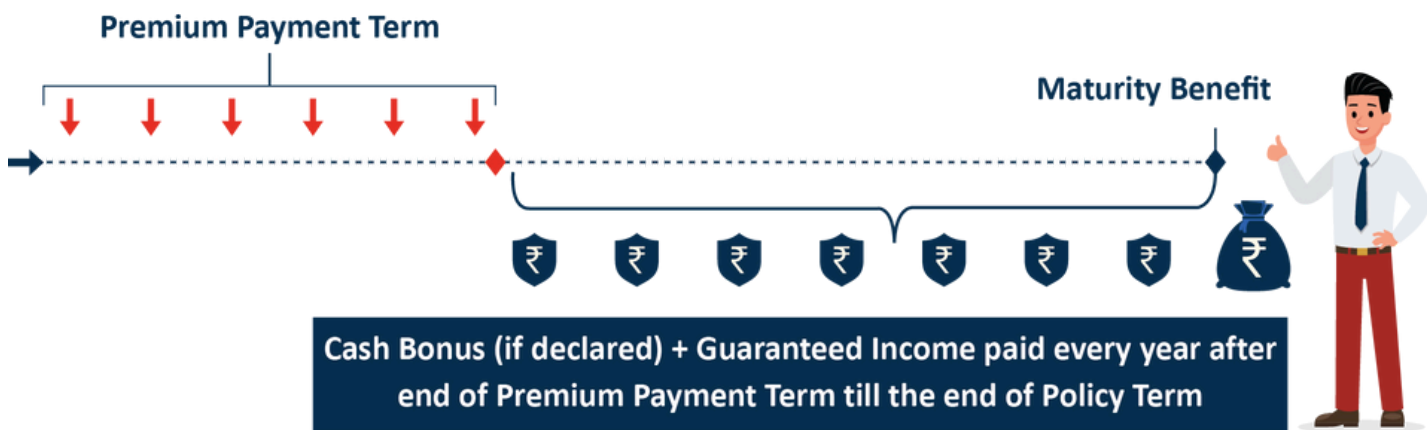 Premium Payment Term
Maturity Benefit
₹ ₹ ₹ ₹ ₹ ₹ ₹ ₹
Cash Bonus (if declared) + Guaranteed Income paid every year after
end of Premium Payment Term till the end of Policy Term